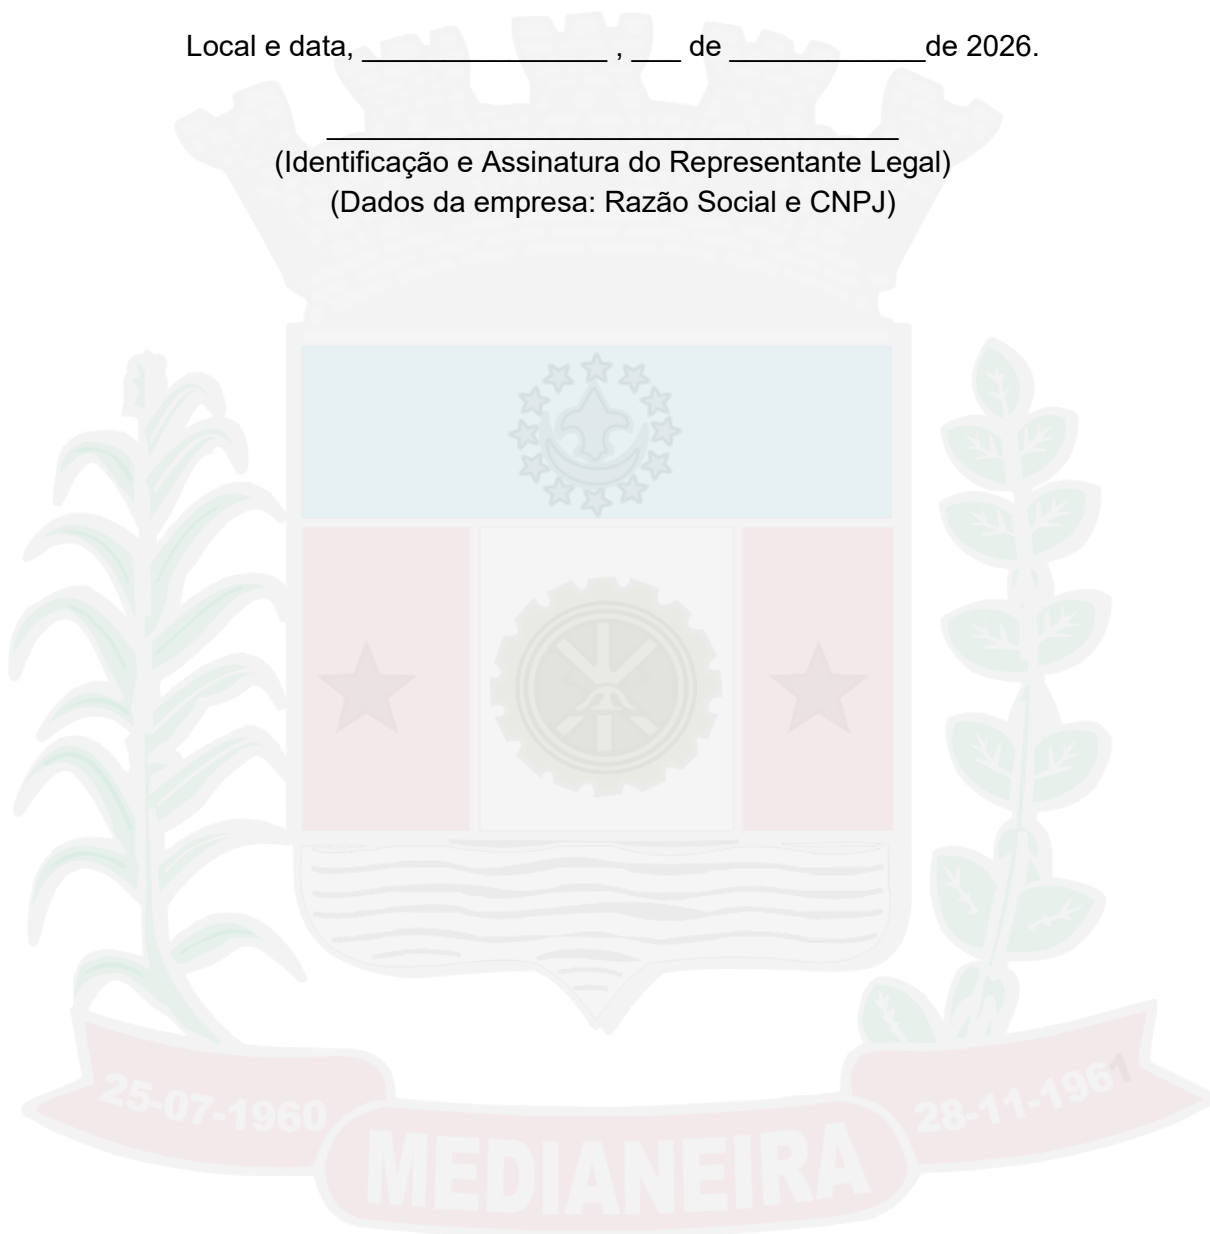 Local e data, _______________ , ___ de ____________de 2026.
___________________________________
(Identificação e Assinatura do Representante Legal)
(Dados da empresa: Razão Social e CNPJ)
25-07-1960
28-11-1961
MEDIANEIRA